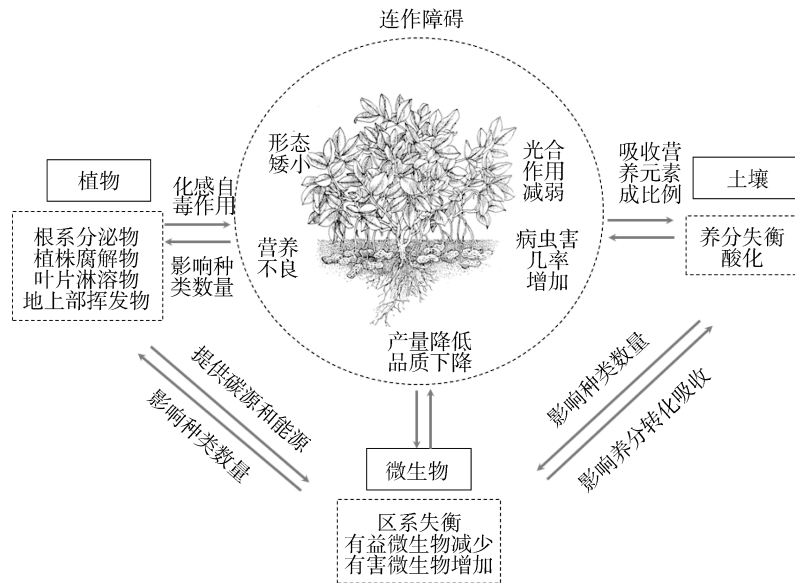 连作障碍
形态
矮小
光合
作用
减弱
营养
不良
病虫害
几率
增加
产量降低
品质下降
植物
根系分泌物
植株腐解物
叶片淋溶物
地上部挥发物
化感自
毒作用
影响种
类数量
吸收营
养元素
成比例
土壤
养分失衡
酸化
提供碳源和能源
影响种类数量
影响种类数量
影响养分转化吸收
微生物
区系失衡
有益微生物减少
有害微生物增加